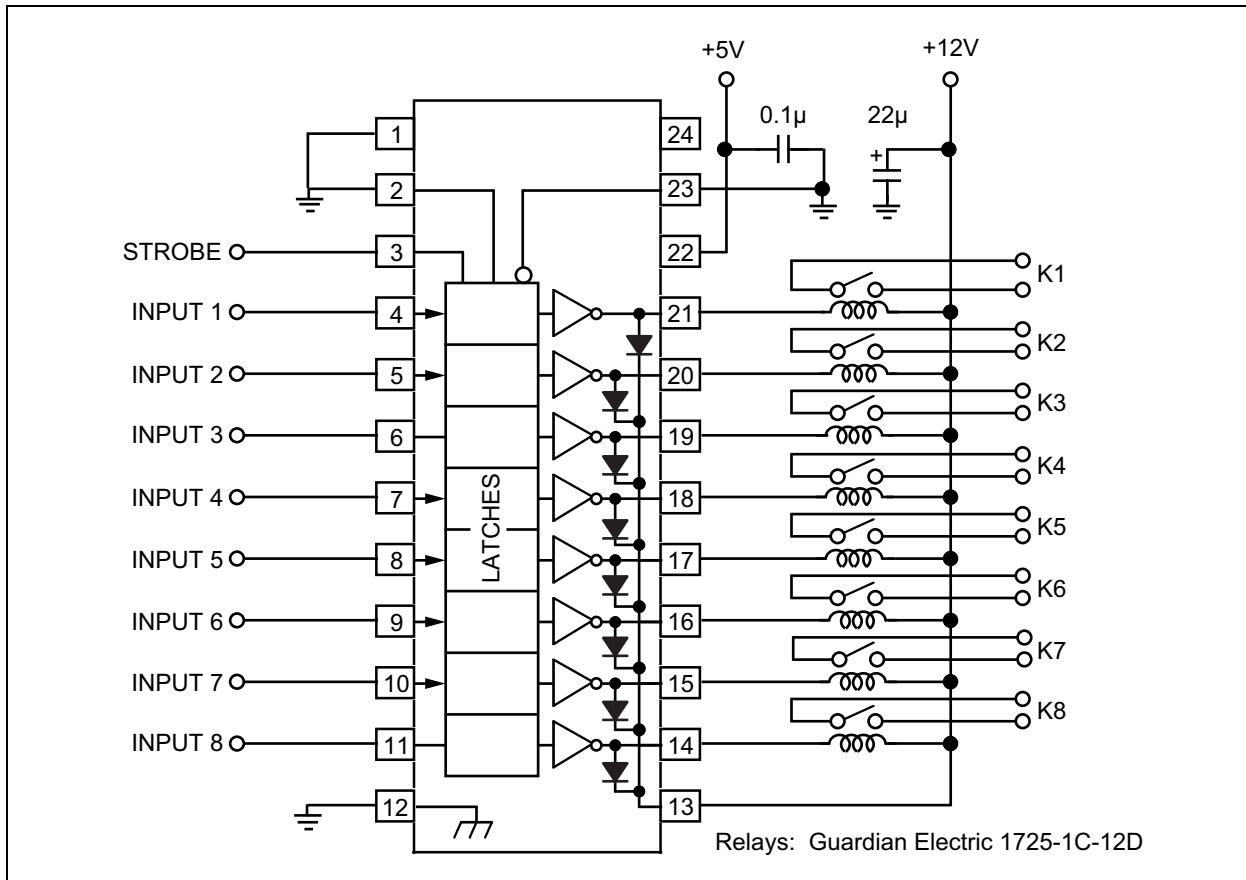 +5V
+12V
0.1µ
22µ
+
1
24
2
23
STROBE
3
22
K1
INPUT 1
4
21
K2
INPUT 2
5
20
K3
INPUT 3
6
19
K4
INPUT 4
7
18
LATCHES
K5
INPUT 5
8
17
K6
INPUT 6
9
16
K7
INPUT 7
10
15
K8
INPUT 8
11
14
12
13
Relays: Guardian Electric 1725-1C-12D